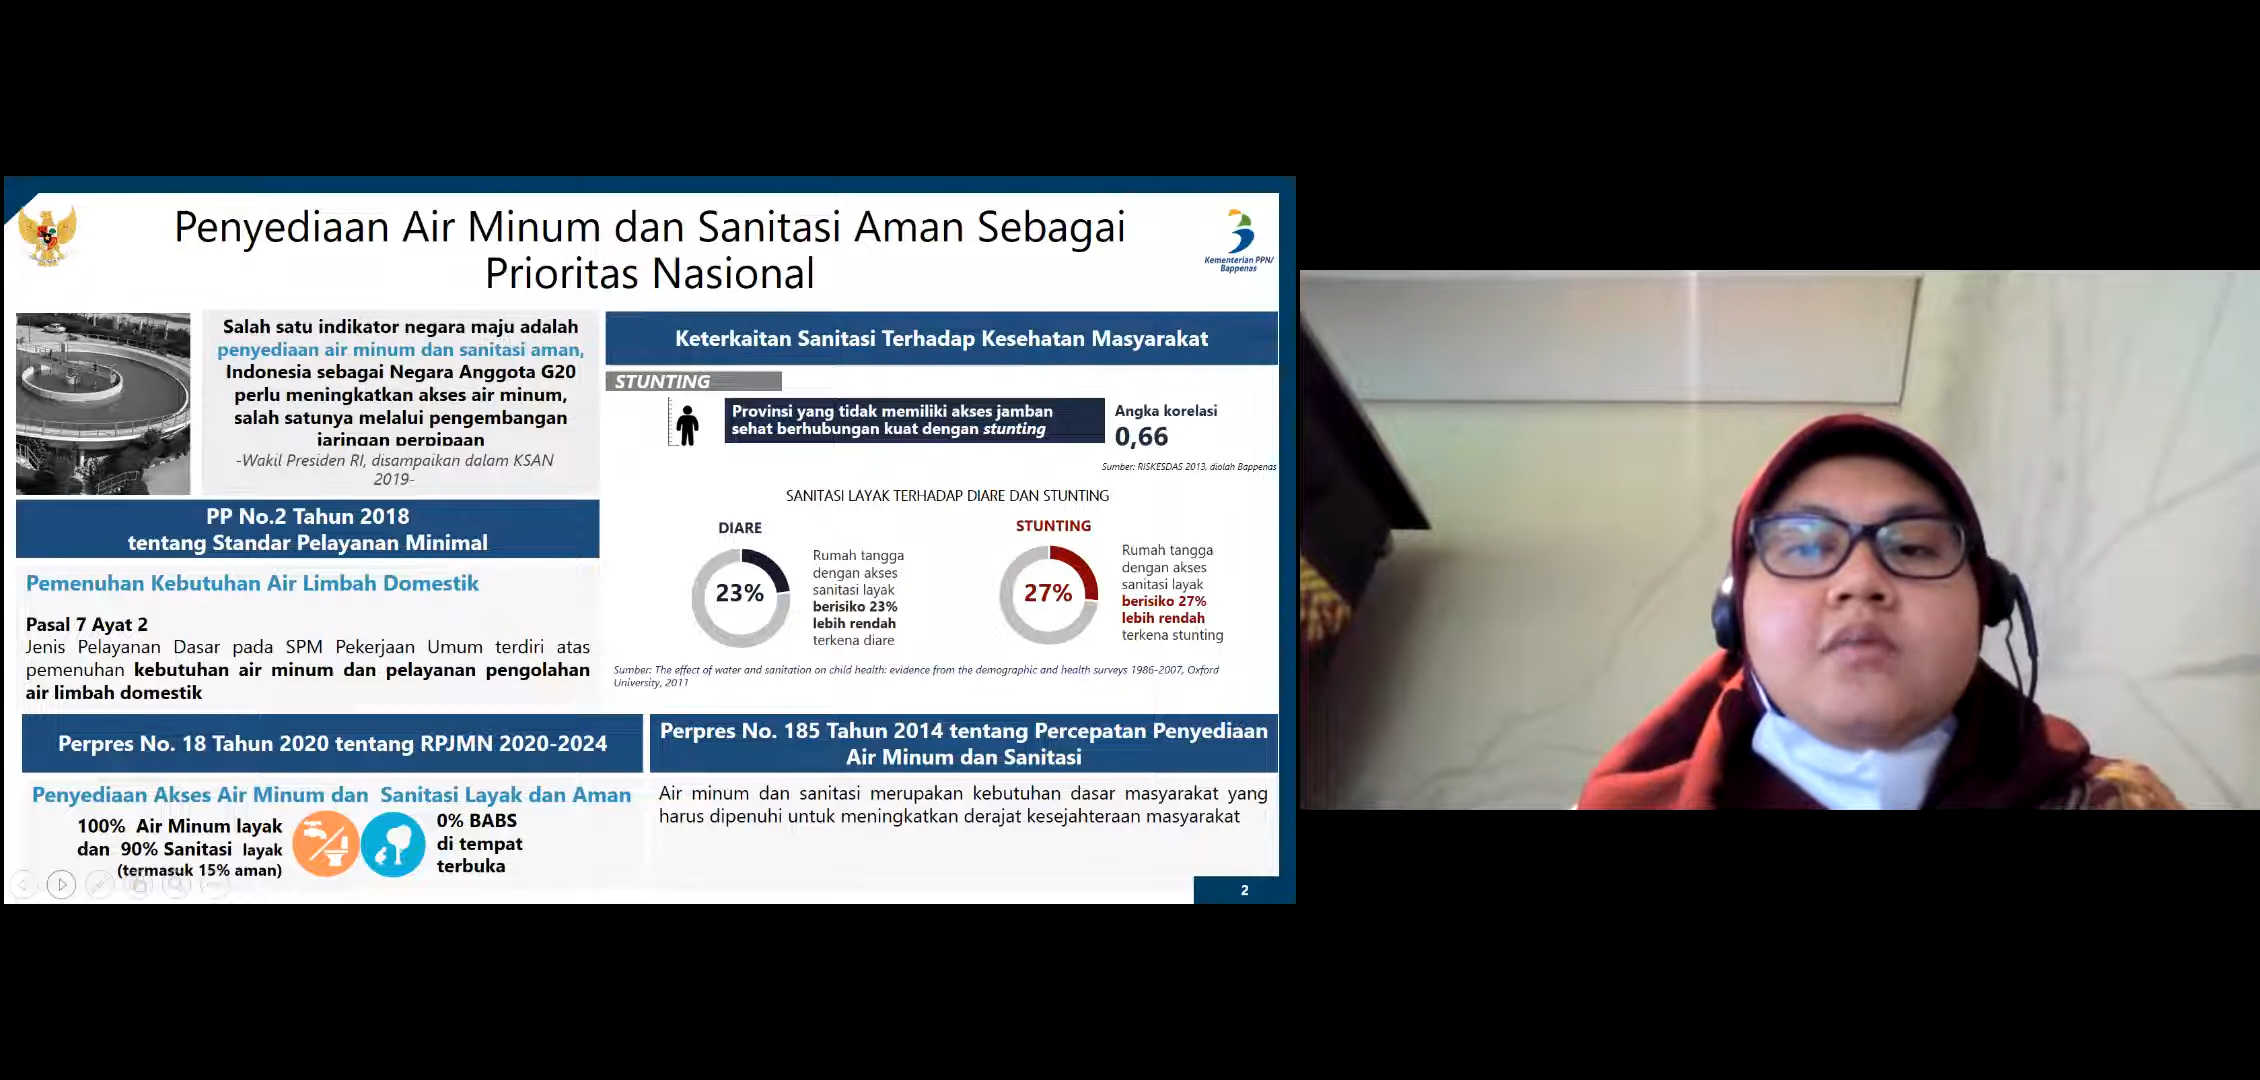 Penyediaan Air Minum dan Sanitasi Aman Sebagai
Prioritas Nasional
Kementerian PPN/
Bappenas
Salah satu indikator negara maju adalah
penyediaan air minum dan sanitasi aman,
Indonesia sebagai Negara Anggota G20
perlu meningkatkan akses air minum,
salah satunya melalui pengembangan
jaringan perpipaan
-Wakil Presiden RI, disampaikan dalam KSAN
2019-
PP No.2 Tahun 2018
tentang Standar Pelayanan Minimal
Pemenuhan Kebutuhan Air Limbah Domestik
Pasal 7 Ayat 2
Jenis Pelayanan Dasar pada SPM Pekerjaan Umum terdiri atas
pemenuhan kebutuhan air minum dan pelayanan pengolahan
air limbah domestik
Keterkaitan Sanitasi Terhadap Kesehatan Masyarakat
STUNTING
Provinsi yang tidak memiliki akses jamban
sehat berhubungan kuat dengan stunting
Angka korelasi
0,66
Sumber: RISKESDAS 2013, diolah Bappenas
SANITASI LAYAK TERHADAP DIARE DAN STUNTING
DIARE
23%
Rumah tangga
dengan akses
sanitasi layak
berisiko 23%
lebih rendah
terkena diare
STUNTING
27%
Rumah tangga
dengan akses
sanitasi layak
berisiko 27%
lebih rendah
terkena stunting
Sumber: The effect of water and sanitation on child health: evidence from the demographic and health surveys 1986-2007, Oxford
University, 2011
Perpres No. 18 Tahun 2020 tentang RPJMN 2020-2024
Penyediaan Akses Air Minum dan Sanitasi Layak dan Aman
100% Air Minum layak
dan 90% Sanitasi layak
(termasuk 15% aman)
0% BABS
di tempat
terbuka
Perpres No. 185 Tahun 2014 tentang Percepatan Penyediaan
Air Minum dan Sanitasi
Air minum dan sanitasi merupakan kebutuhan dasar masyarakat yang
harus dipenuhi untuk meningkatkan derajat kesejahteraan masyarakat
2